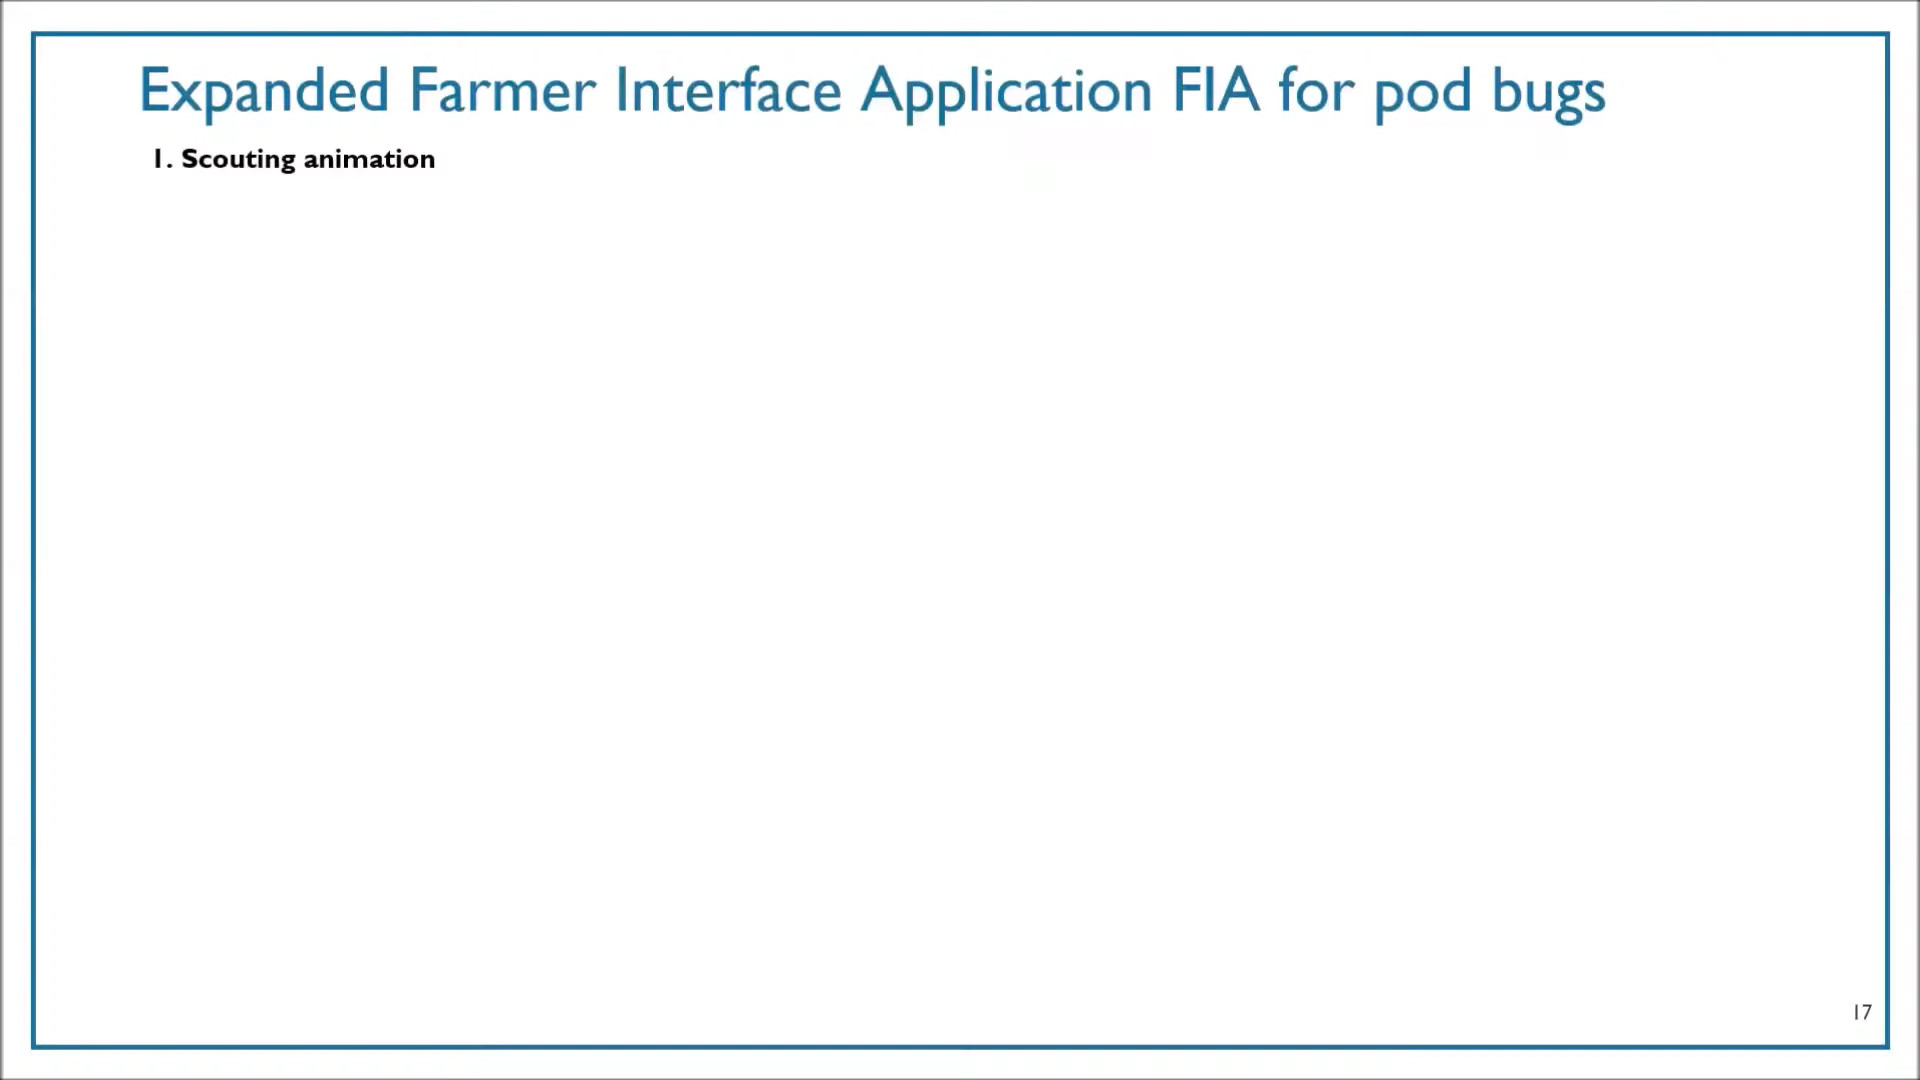 Expanded Farmer Interface Application FIA for pod bugs
1. Scouting animation
17